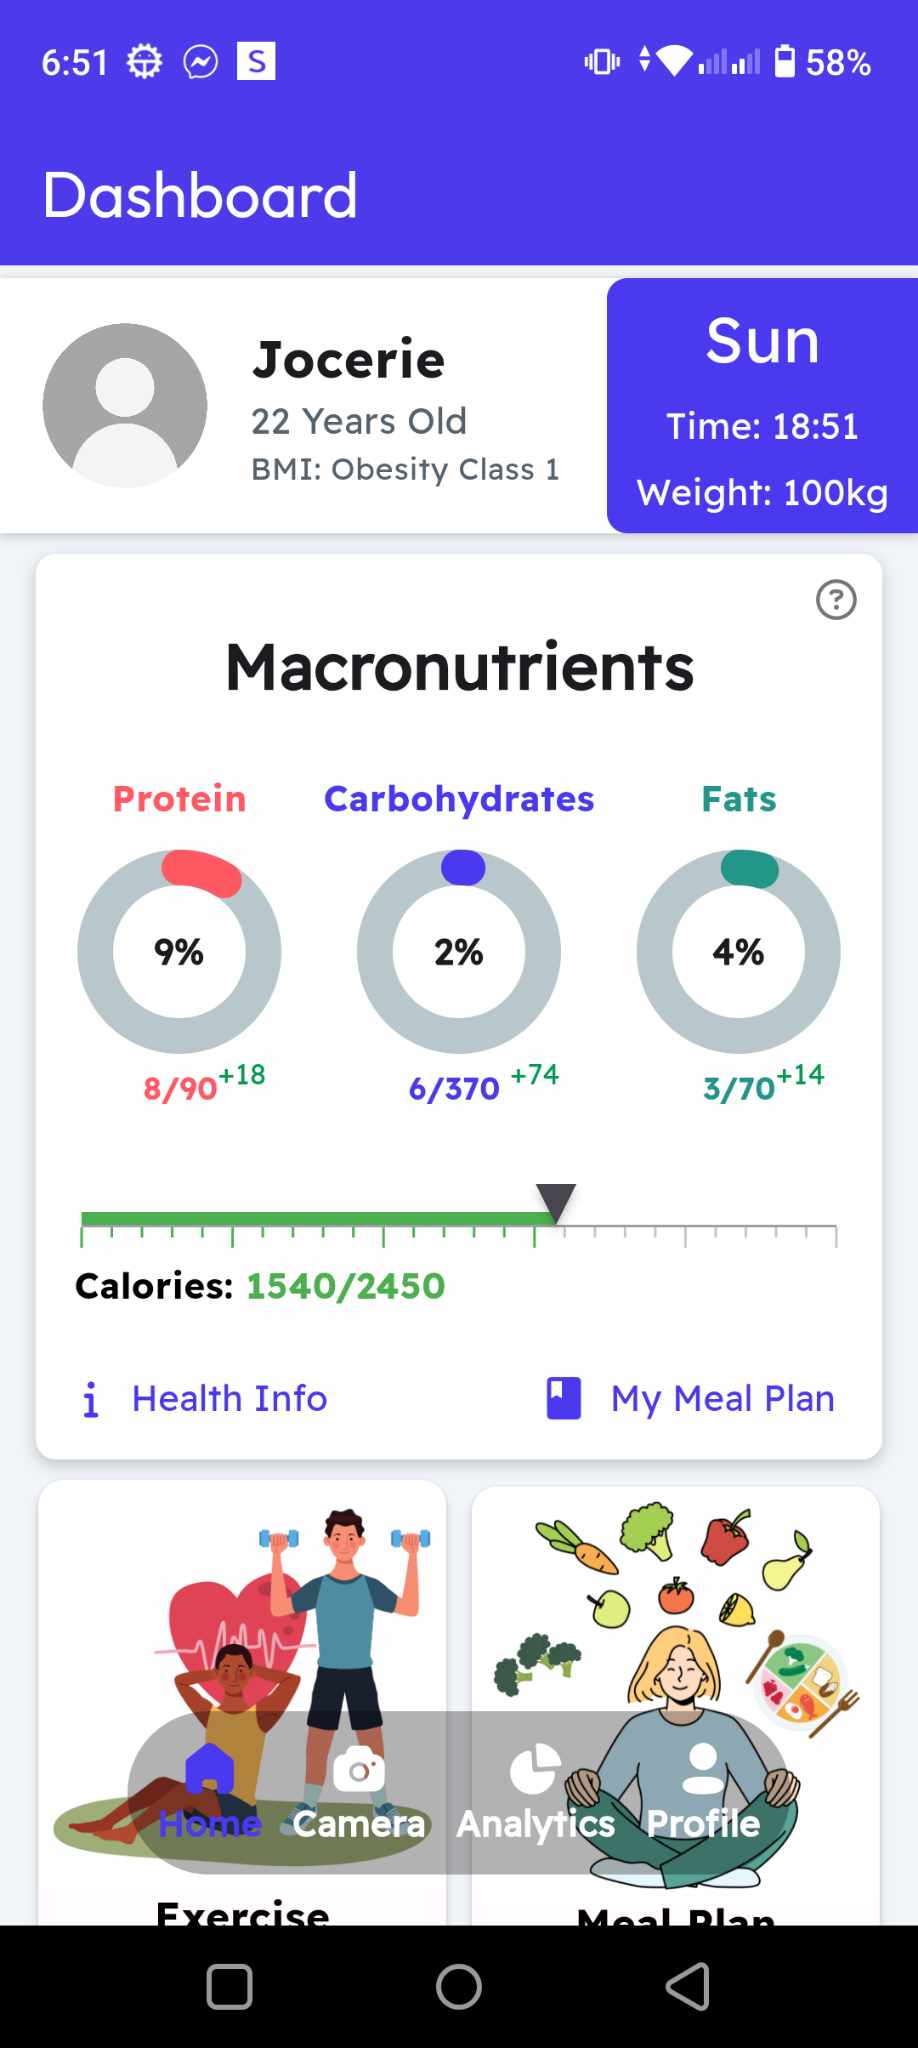 6:51 S 58%
Dashboard
Jocerie
22 Years Old
BMI: Obesity Class 1
Sun
Time: 18:51
Weight: 100kg
?
Macronutrients
Protein Carbohydrates Fats
9% 2% 4%
8/90 +18 6/370 +74 3/70 +14
Calories: 1540/2450
i Health Info My Meal Plan
Home Camera Analytics Profile
Exercise Meal Plan